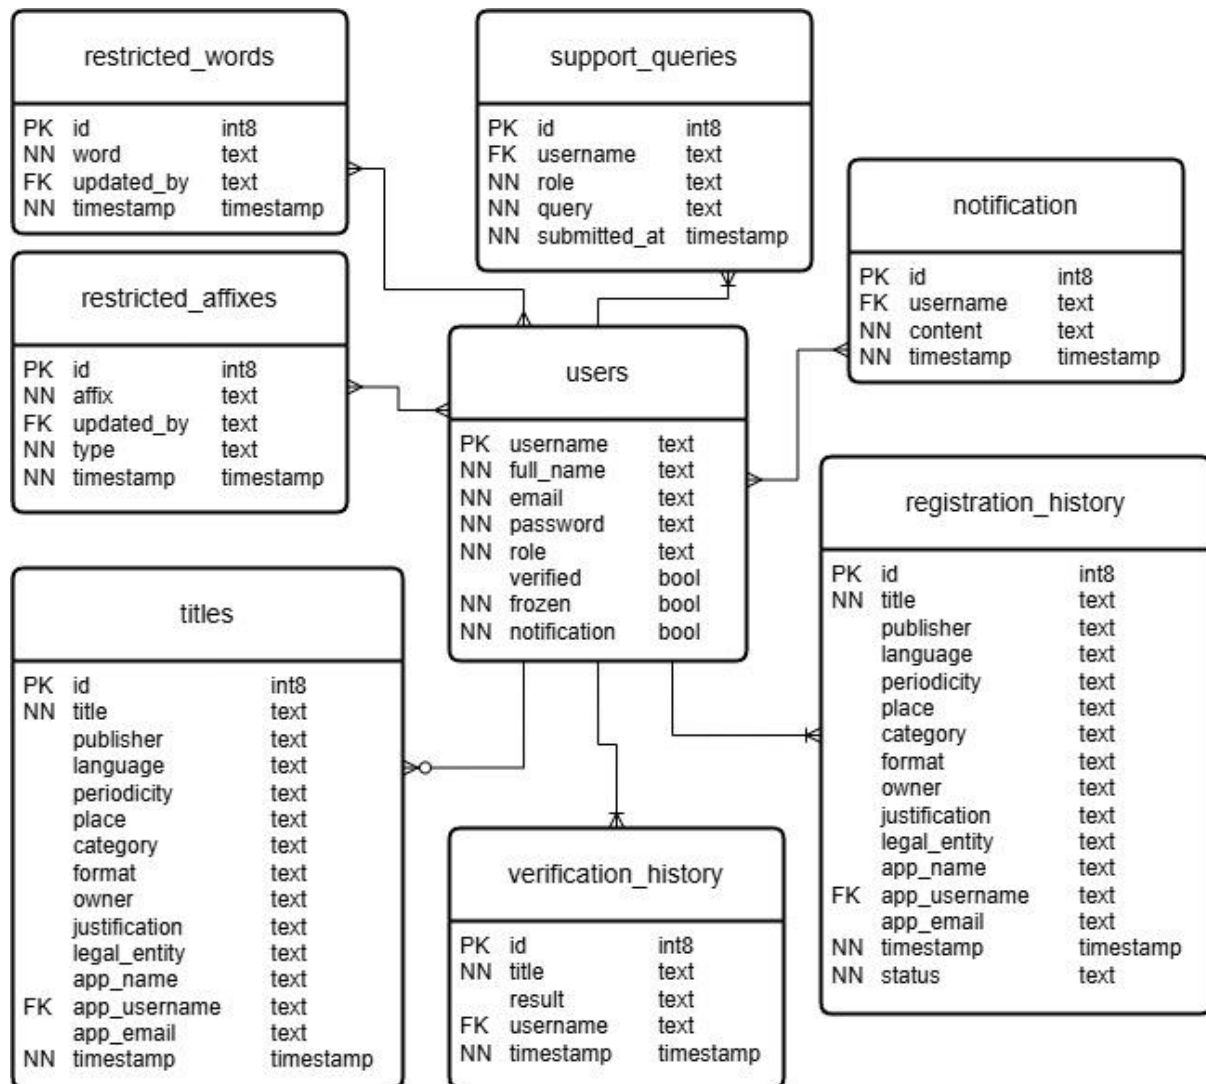 restricted_words
PK id int8
NN word text
FK updated_by text
NN timestamp timestamp
support_queries
PK id int8
FK username text
NN role text
NN query text
NN submitted_at timestamp
notification
PK id int8
FK username text
NN content text
NN timestamp timestamp
restricted_affixes
PK id int8
NN affix text
FK updated_by text
NN type text
NN timestamp timestamp
users
PK username text
NN full_name text
NN email text
NN password text
NN role text
verified bool
NN frozen bool
NN notification bool
registration_history
PK id int8
NN title text
publisher text
language text
periodicity text
place text
category text
format text
owner text
justification text
legal_entity text
app_name text
FK app_username text
app_email text
NN timestamp timestamp
NN status text
titles
PK id int8
NN title text
publisher text
language text
periodicity text
place text
category text
format text
owner text
justification text
legal_entity text
app_name text
FK app_username text
app_email text
NN timestamp timestamp
verification_history
PK id int8
NN title text
result text
FK username text
NN timestamp timestamp